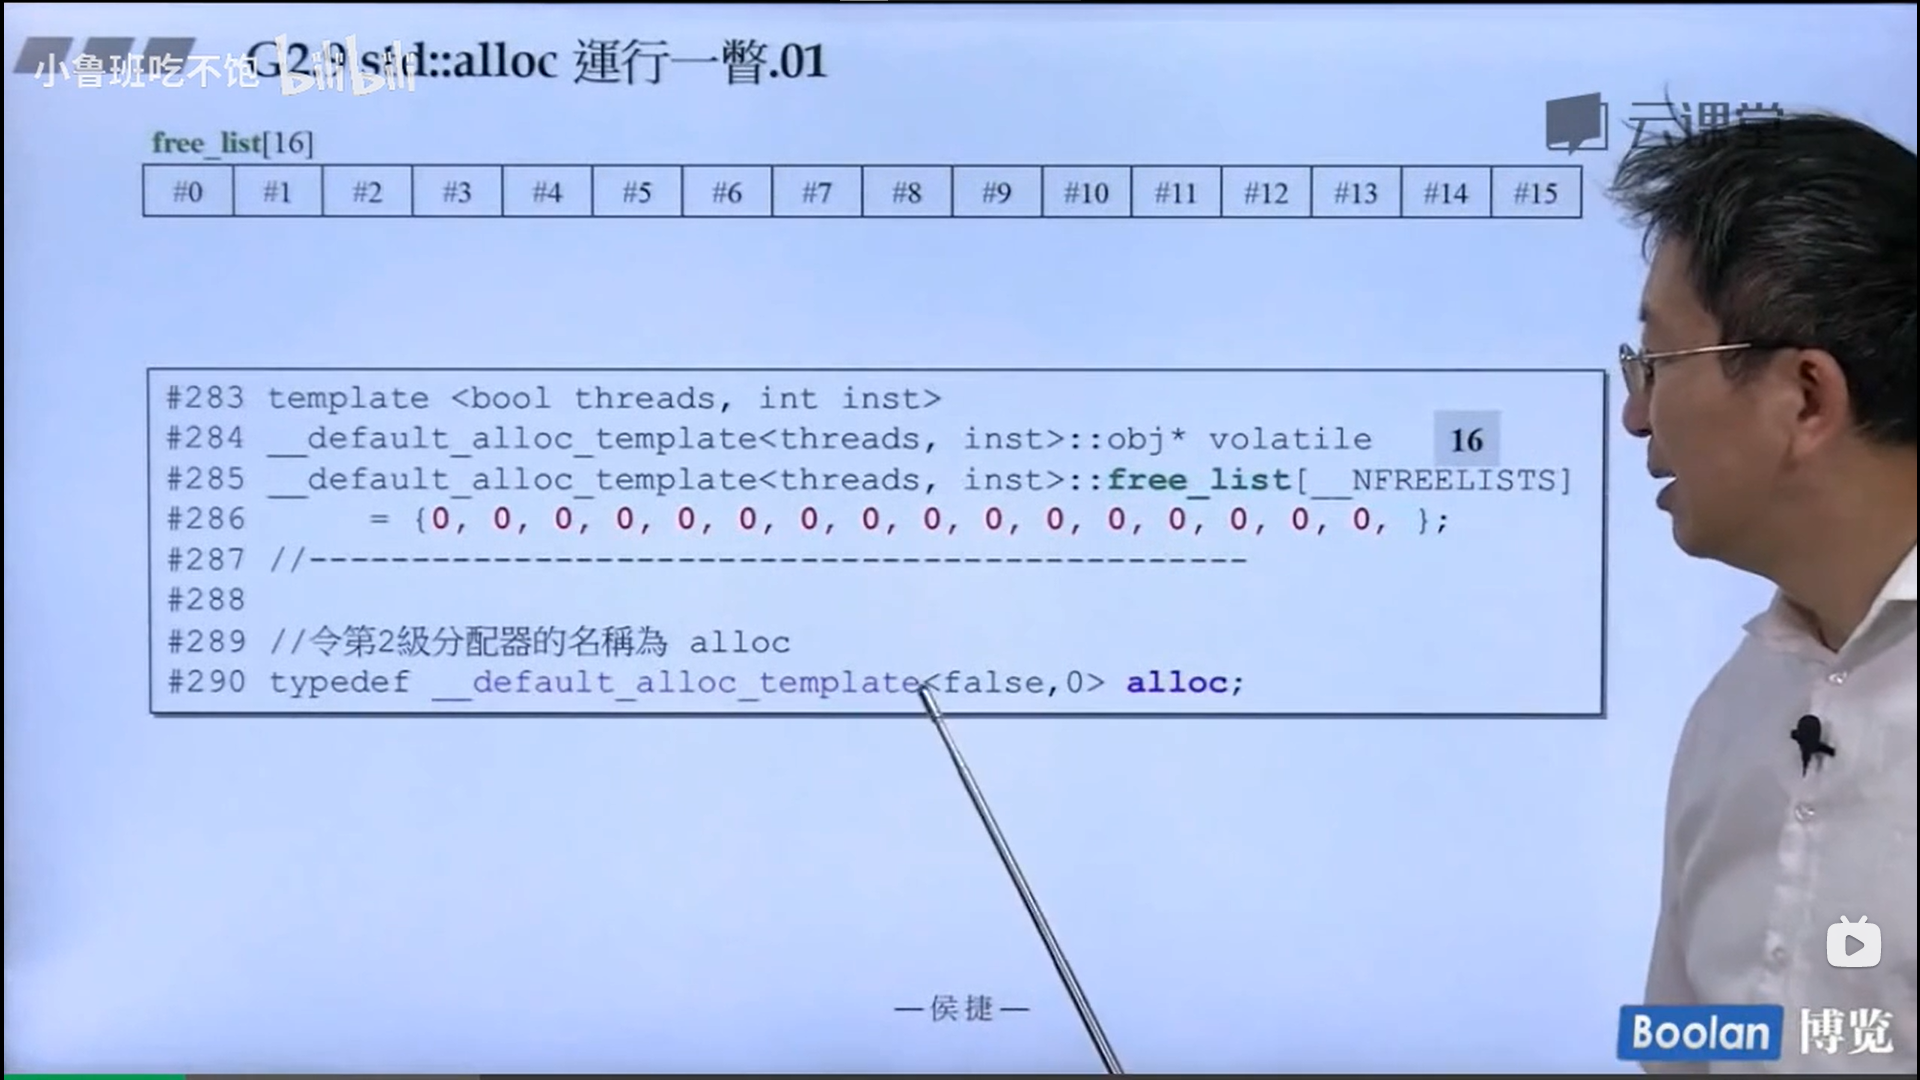 G2.9 std::alloc 運行一瞥.01
小鲁班吃不饱 bilibili
云课堂
free_list[16]
#0 #1 #2 #3 #4 #5 #6 #7 #8 #9 #10 #11 #12 #13 #14 #15
#283 template <bool threads, int inst>
#284 __default_alloc_template<threads, inst>::obj* volatile 16
#285 __default_alloc_template<threads, inst>::free_list[__NFREELISTS]
#286 = {0, 0, 0, 0, 0, 0, 0, 0, 0, 0, 0, 0, 0, 0, 0, 0, };
#287 //----------------------------------------------
#288
#289 //令第2級分配器的名稱為 alloc
#290 typedef __default_alloc_template<false,0> alloc;
—侯捷—
Boolan 博览